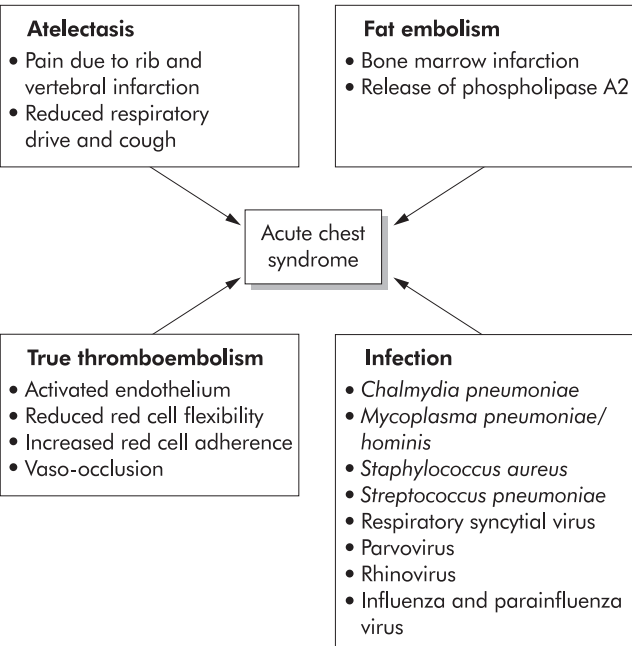 Atelectasis
• Pain due to rib and
vertebral infarction
• Reduced respiratory
drive and cough
Fat embolism
• Bone marrow infarction
• Release of phospholipase A2
Acute chest
syndrome
True thromboembolism
• Activated endothelium
• Reduced red cell flexibility
• Increased red cell adherence
• Vaso-occlusion
Infection
• Chalmydia pneumoniae
• Mycoplasma pneumoniae/
hominis
• Staphylococcus aureus
• Streptococcus pneumoniae
• Respiratory syncytial virus
• Parvovirus
• Rhinovirus
• Influenza and parainfluenza
virus